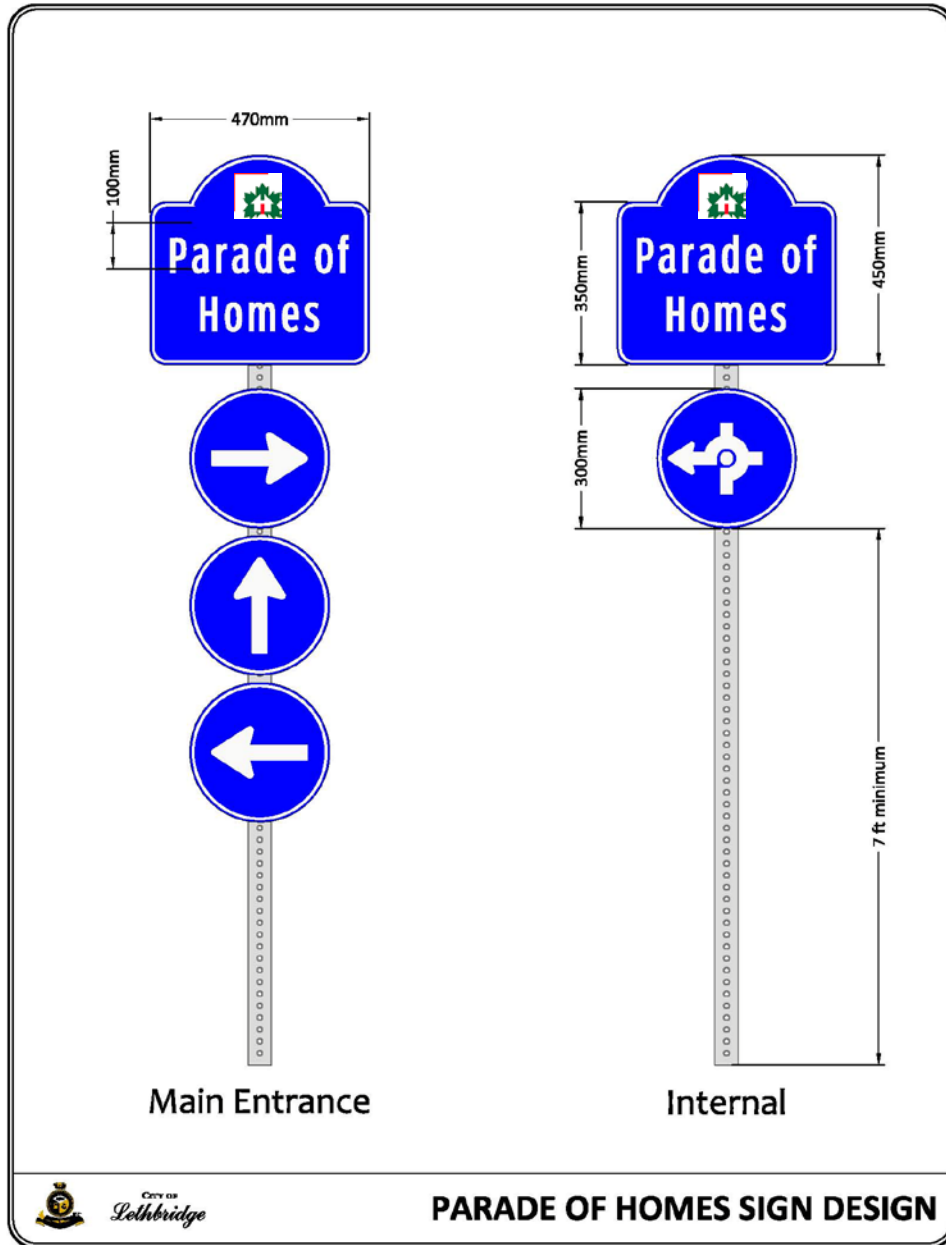 470mm
100mm
Parade of
Homes
350mm
Parade of
Homes
450mm
300mm
7 ft minimum
Main Entrance
Internal
CITY OF
Lethbridge
PARADE OF HOMES SIGN DESIGN